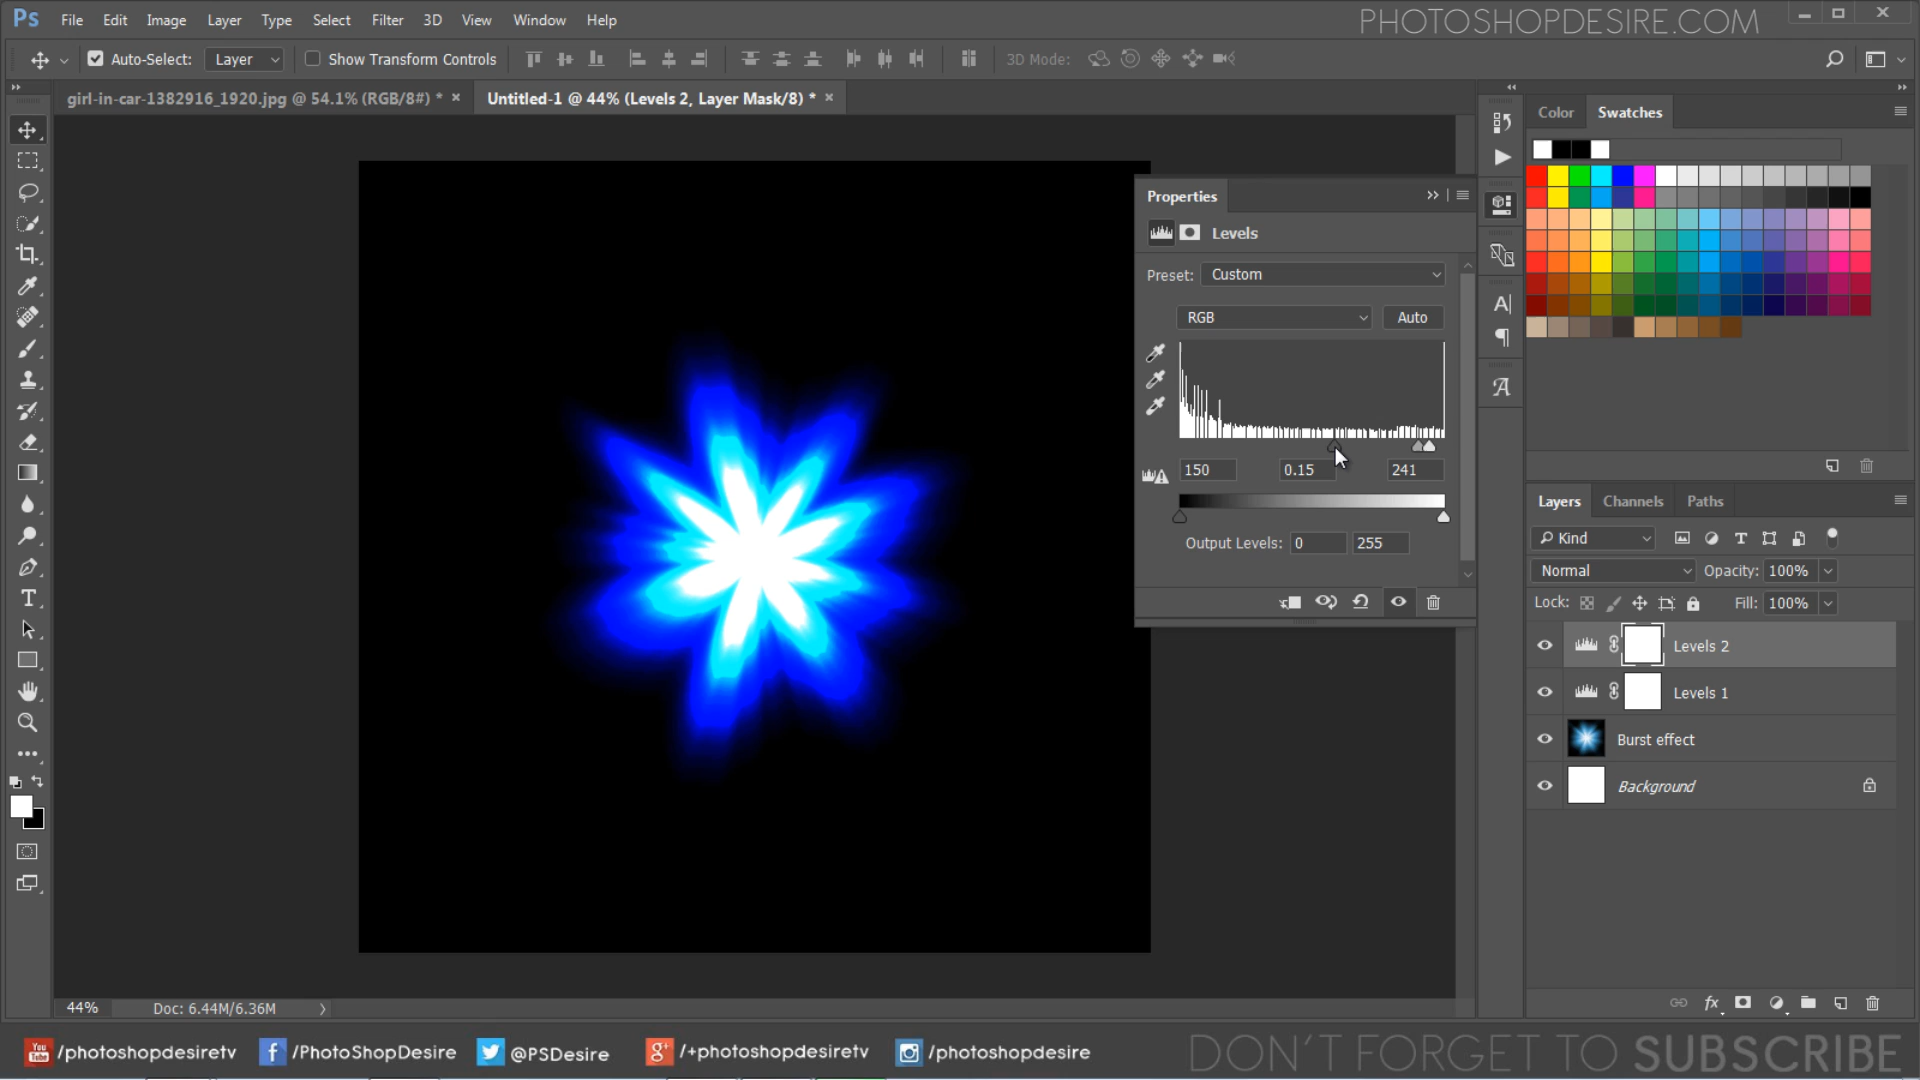 Ps File Edit Image Layer Type Select Filter 3D View Window Help
PHOTOSHOPDESIRE.COM
Auto-Select: Layer Show Transform Controls 3D Mode:
girl-in-car-1382916_1920.jpg @ 54.1% (RGB/8#) * × Untitled-1 @ 44% (Levels 2, Layer Mask/8) * ×
Color Swatches
Properties
Levels
Preset: Custom
RGB Auto
150 0.15 241
Output Levels: 0 255
Layers Channels Paths
Kind
Normal Opacity: 100%
Lock: Fill: 100%
Levels 2
Levels 1
Burst effect
Background
44% Doc: 6.44M/6.36M
You Tube /photoshopdesiretv f /PhotoShopDesire @PSDesire g+ /+photoshopdesiretv /photoshopdesire
DON'T FORGET TO SUBSCRIBE